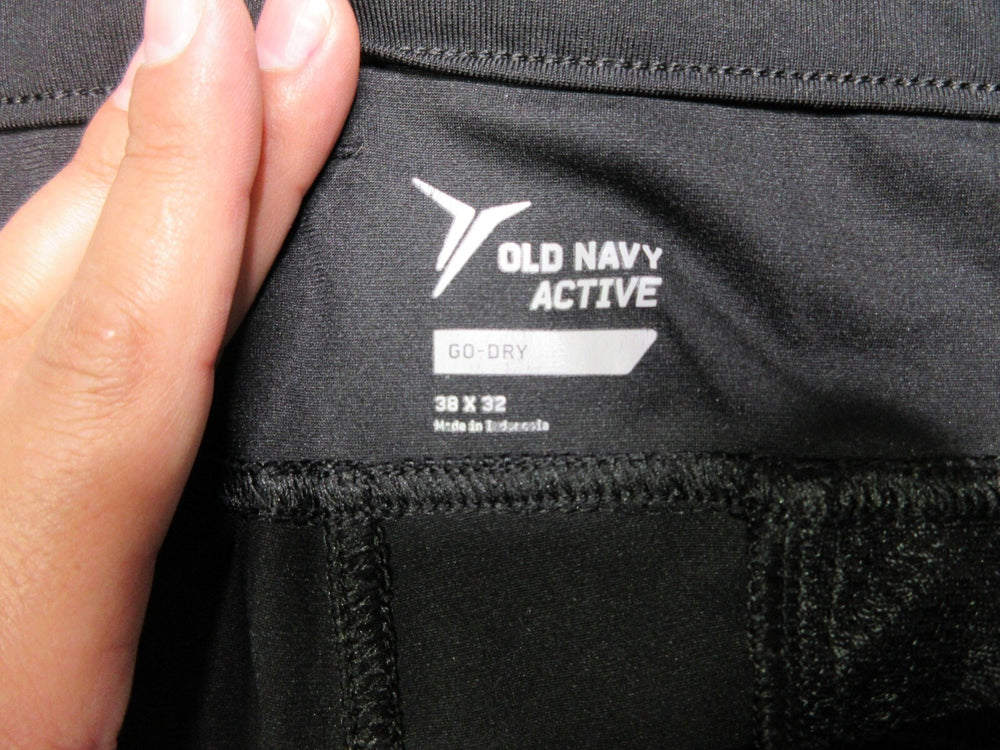 OLD NAVY
ACTIVE
GO-DRY
38 X 32
Made in Indonesia